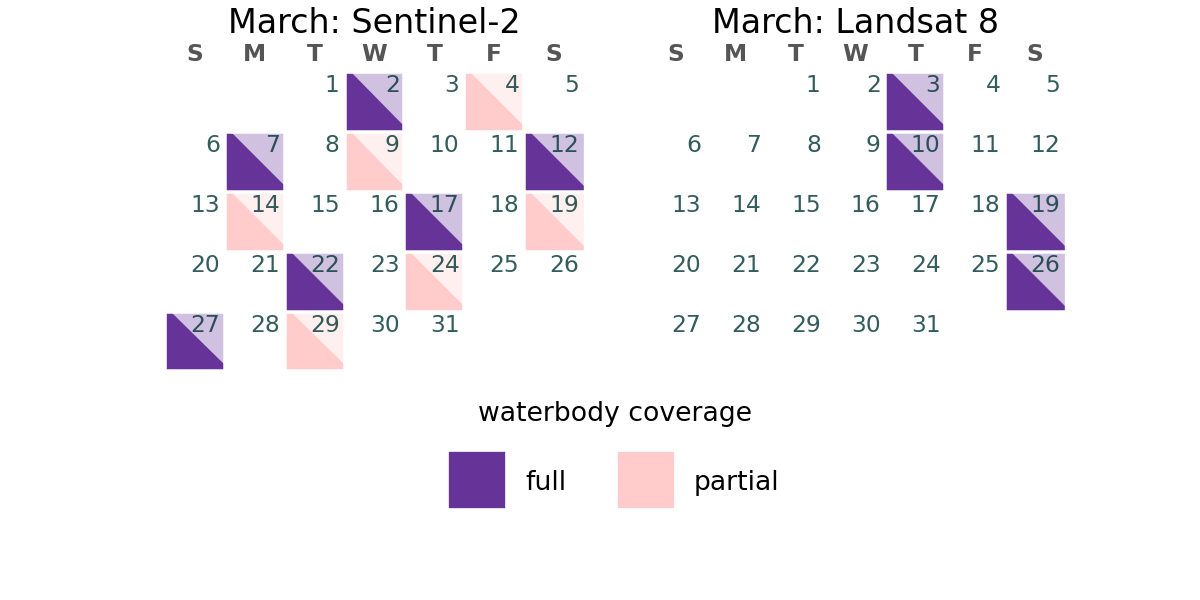 March: Sentinel-2
S M T W T F S
1 2 3 4 5
6 7 8 9 10 11 12
13 14 15 16 17 18 19
20 21 22 23 24 25 26
27 28 29 30 31
March: Landsat 8
S M T W T F S
1 2 3 4 5
6 7 8 9 10 11 12
13 14 15 16 17 18 19
20 21 22 23 24 25 26
27 28 29 30 31
waterbody coverage
full
partial